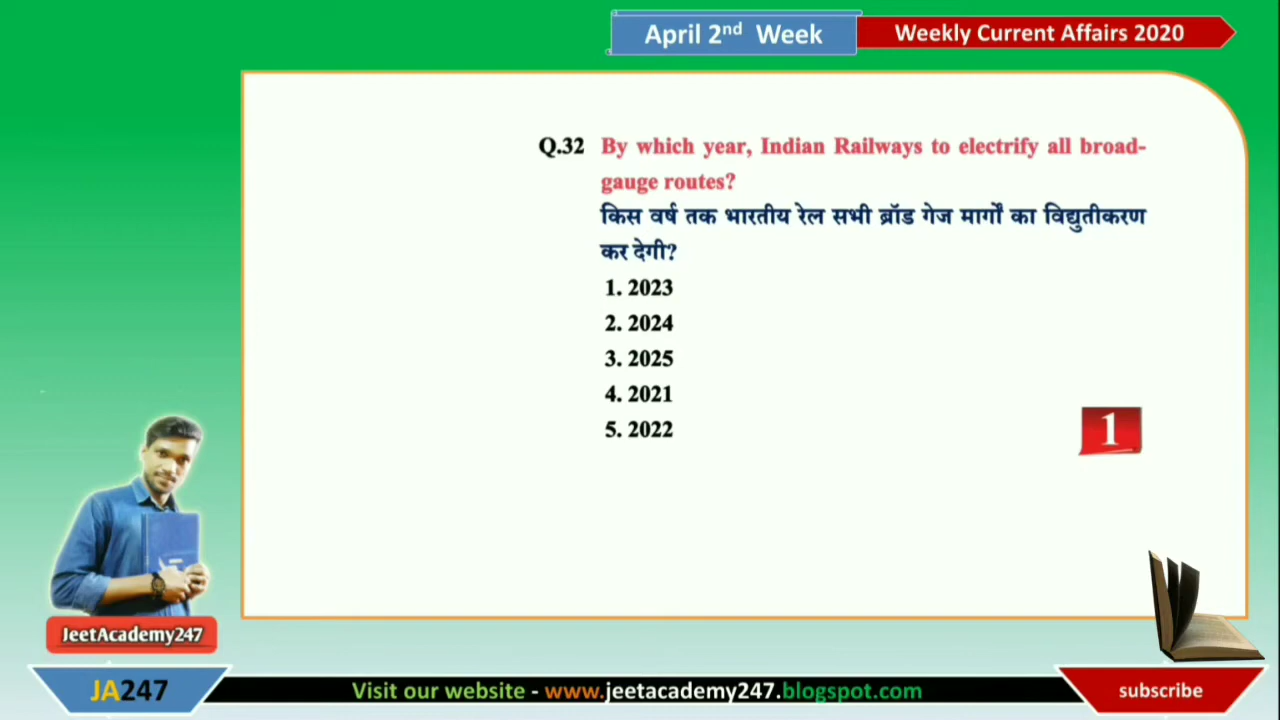 April 2nd Week
Weekly Current Affairs 2020
Q.32 By which year, Indian Railways to electrify all broad-
gauge routes?
किस वर्ष तक भारतीय रेल सभी ब्रॉड गेज मार्गों का विद्युतीकरण
कर देगी?
1. 2023
2. 2024
3. 2025
4. 2021
5. 2022
1
JeetAcademy247
JA247
Visit our website - www.jeetacademy247.blogspot.com
subscribe